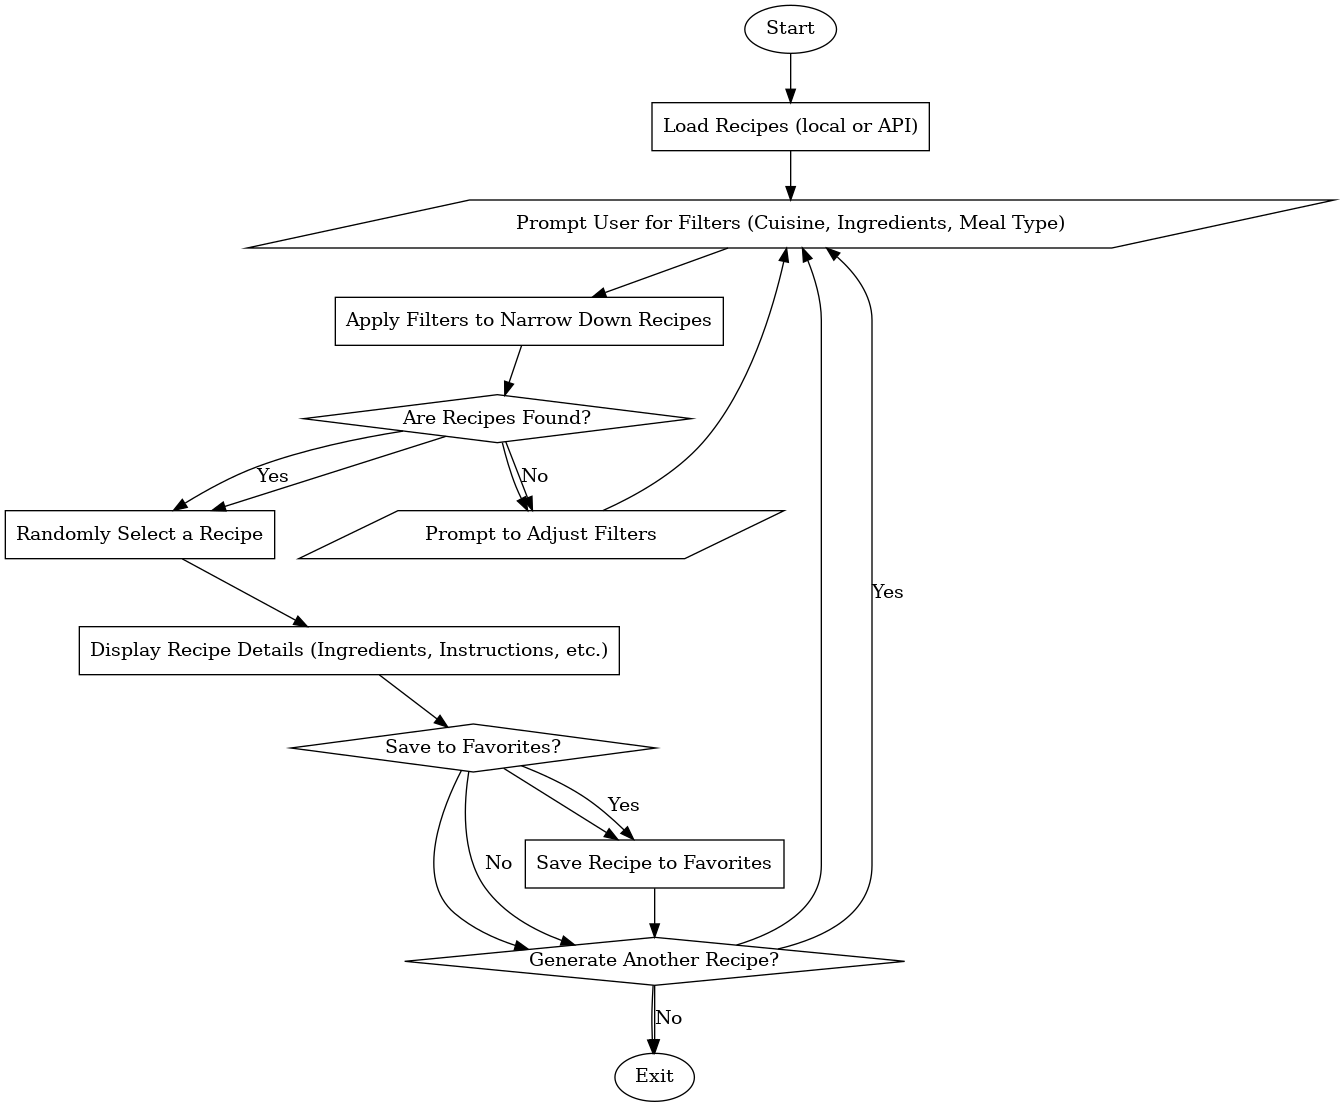 Start
Load Recipes (local or API)
Prompt User for Filters (Cuisine, Ingredients, Meal Type)
Apply Filters to Narrow Down Recipes
Are Recipes Found?
Yes
No
Randomly Select a Recipe
Prompt to Adjust Filters
Yes
Display Recipe Details (Ingredients, Instructions, etc.)
Save to Favorites?
Yes
No
Save Recipe to Favorites
Generate Another Recipe?
No
Exit